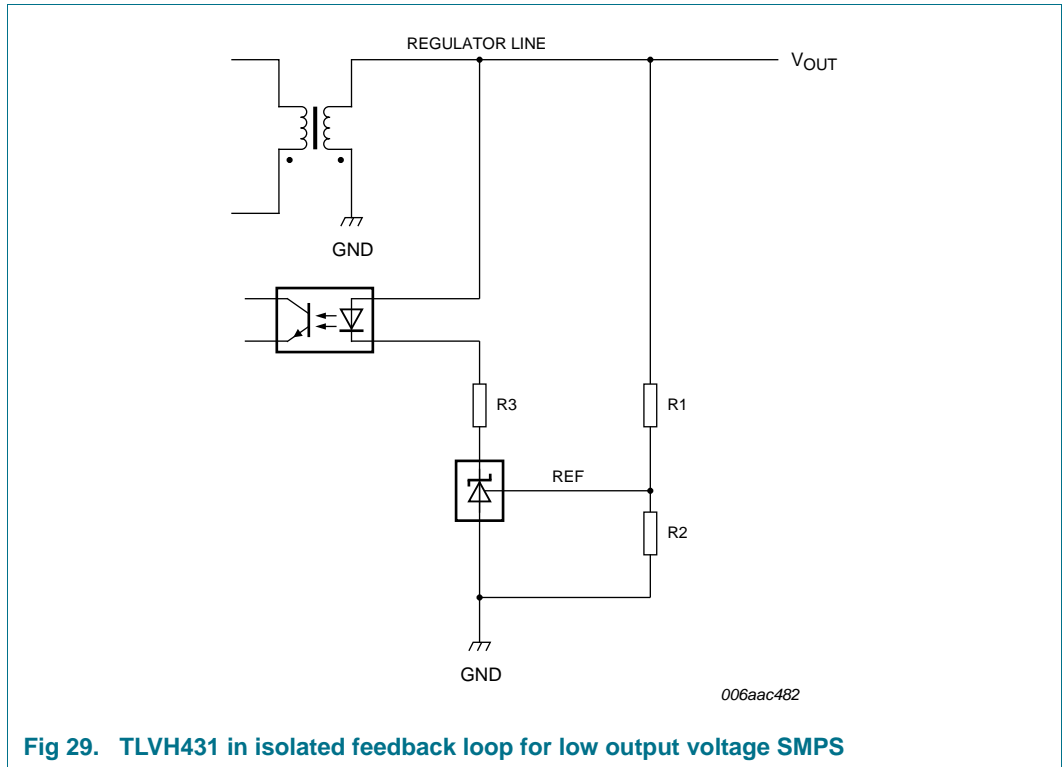 REGULATOR LINE
VOUT
GND
R3
R1
REF
R2
GND
006aac482
Fig 29. TLVH431 in isolated feedback loop for low output voltage SMPS